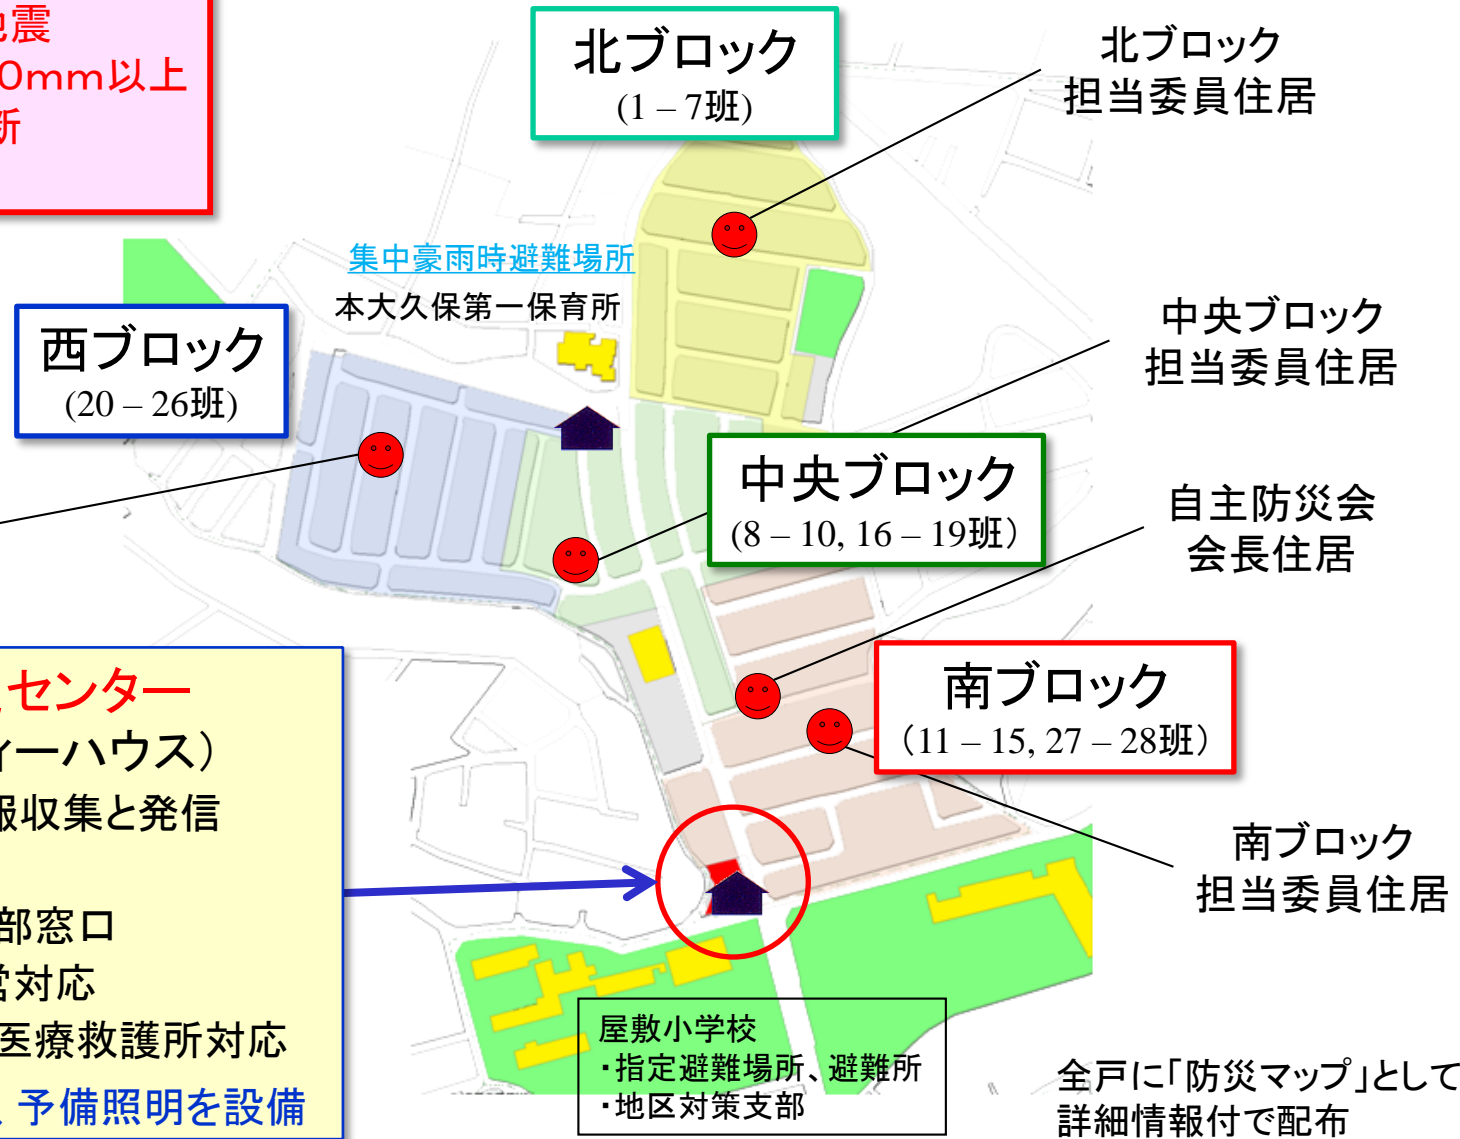 地震
0mm以上
断
北ブロック
(1 – 7班)
北ブロック
担当委員住居
集中豪雨時避難場所
本大久保第一保育所
西ブロック
(20 – 26班)
中央ブロック
担当委員住居
中央ブロック
(8 – 10, 16 – 19班)
自主防災会
会長住居
南ブロック
(11 – 15, 27 – 28班)
南ブロック
担当委員住居
センター
ィーハウス)
報収集と発信
部窓口
営対応
医療救護所対応
、予備照明を設備
屋敷小学校
・指定避難場所、避難所
・地区対策支部
全戸に「防災マップ」として
詳細情報付で配布